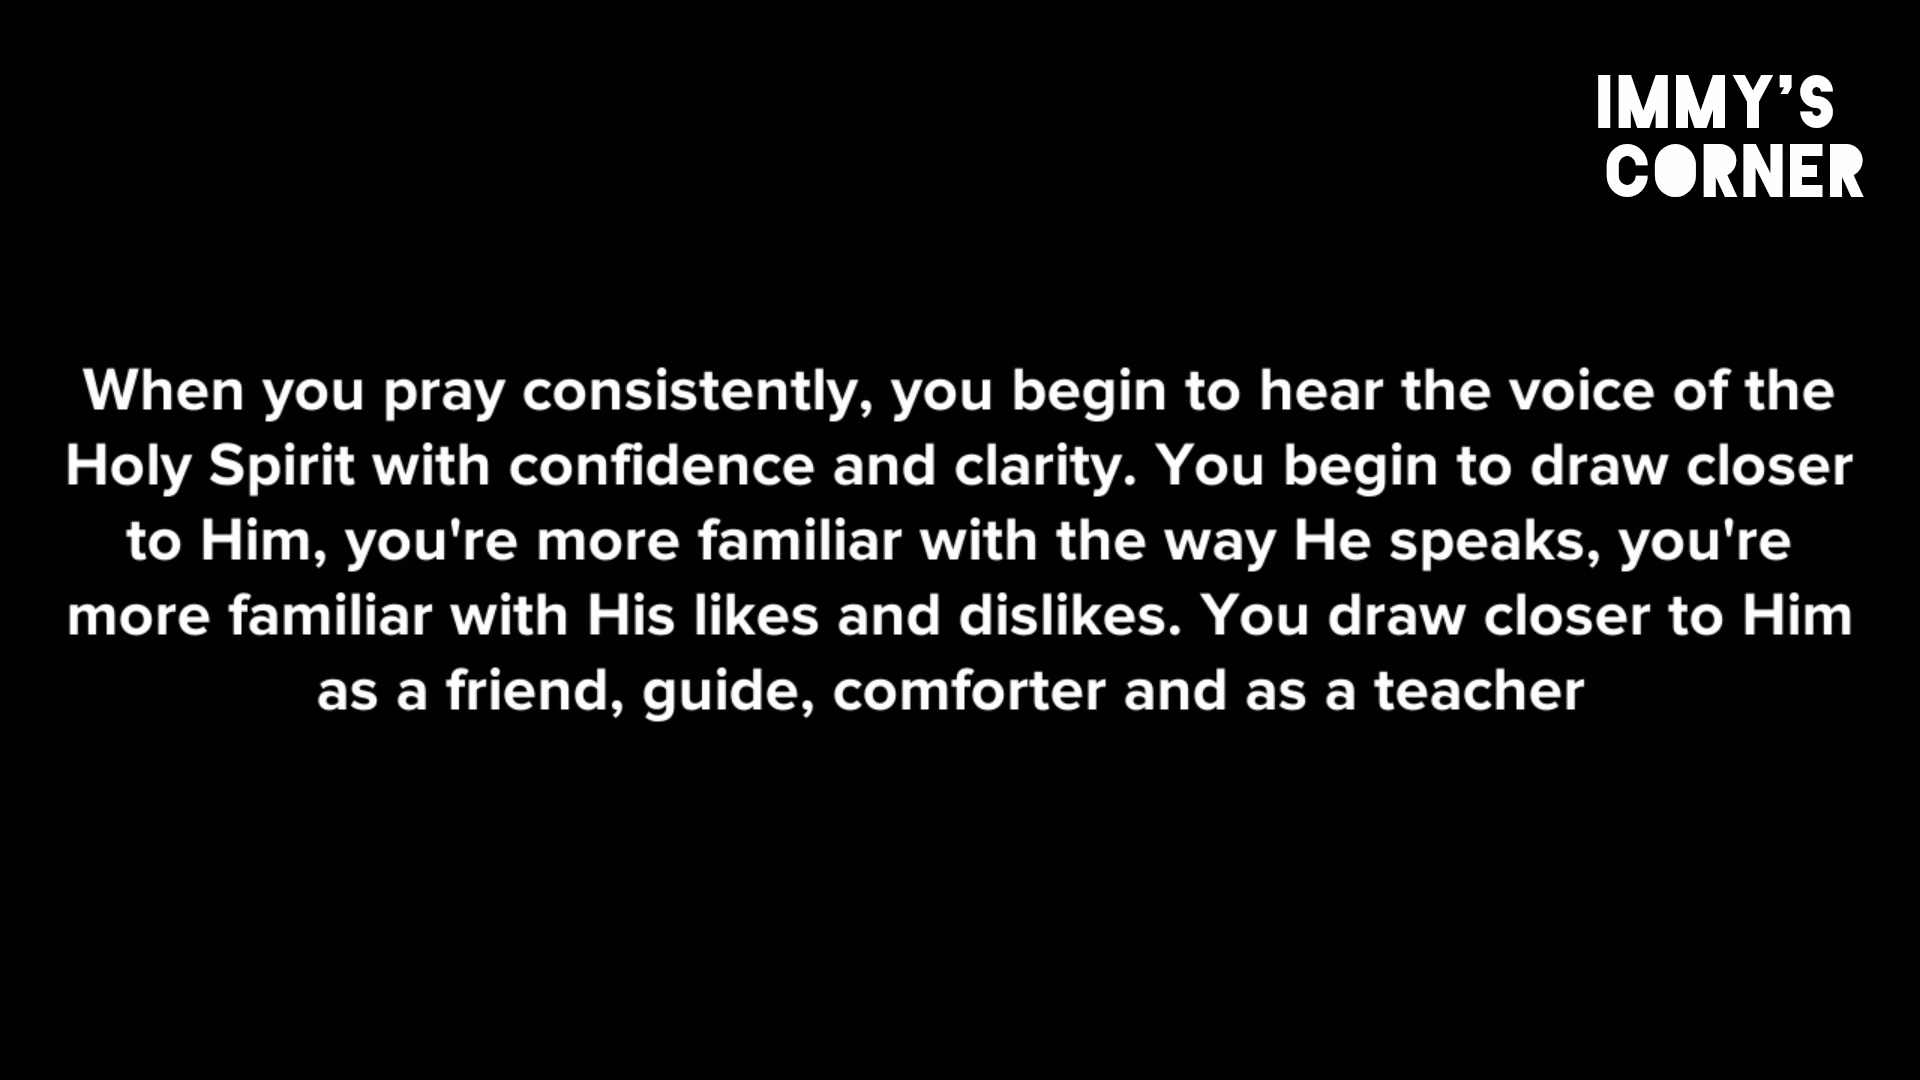 IMMY'S
CORNER
When you pray consistently, you begin to hear the voice of the
Holy Spirit with confidence and clarity. You begin to draw closer
to Him, you're more familiar with the way He speaks, you're
more familiar with His likes and dislikes. You draw closer to Him
as a friend, guide, comforter and as a teacher